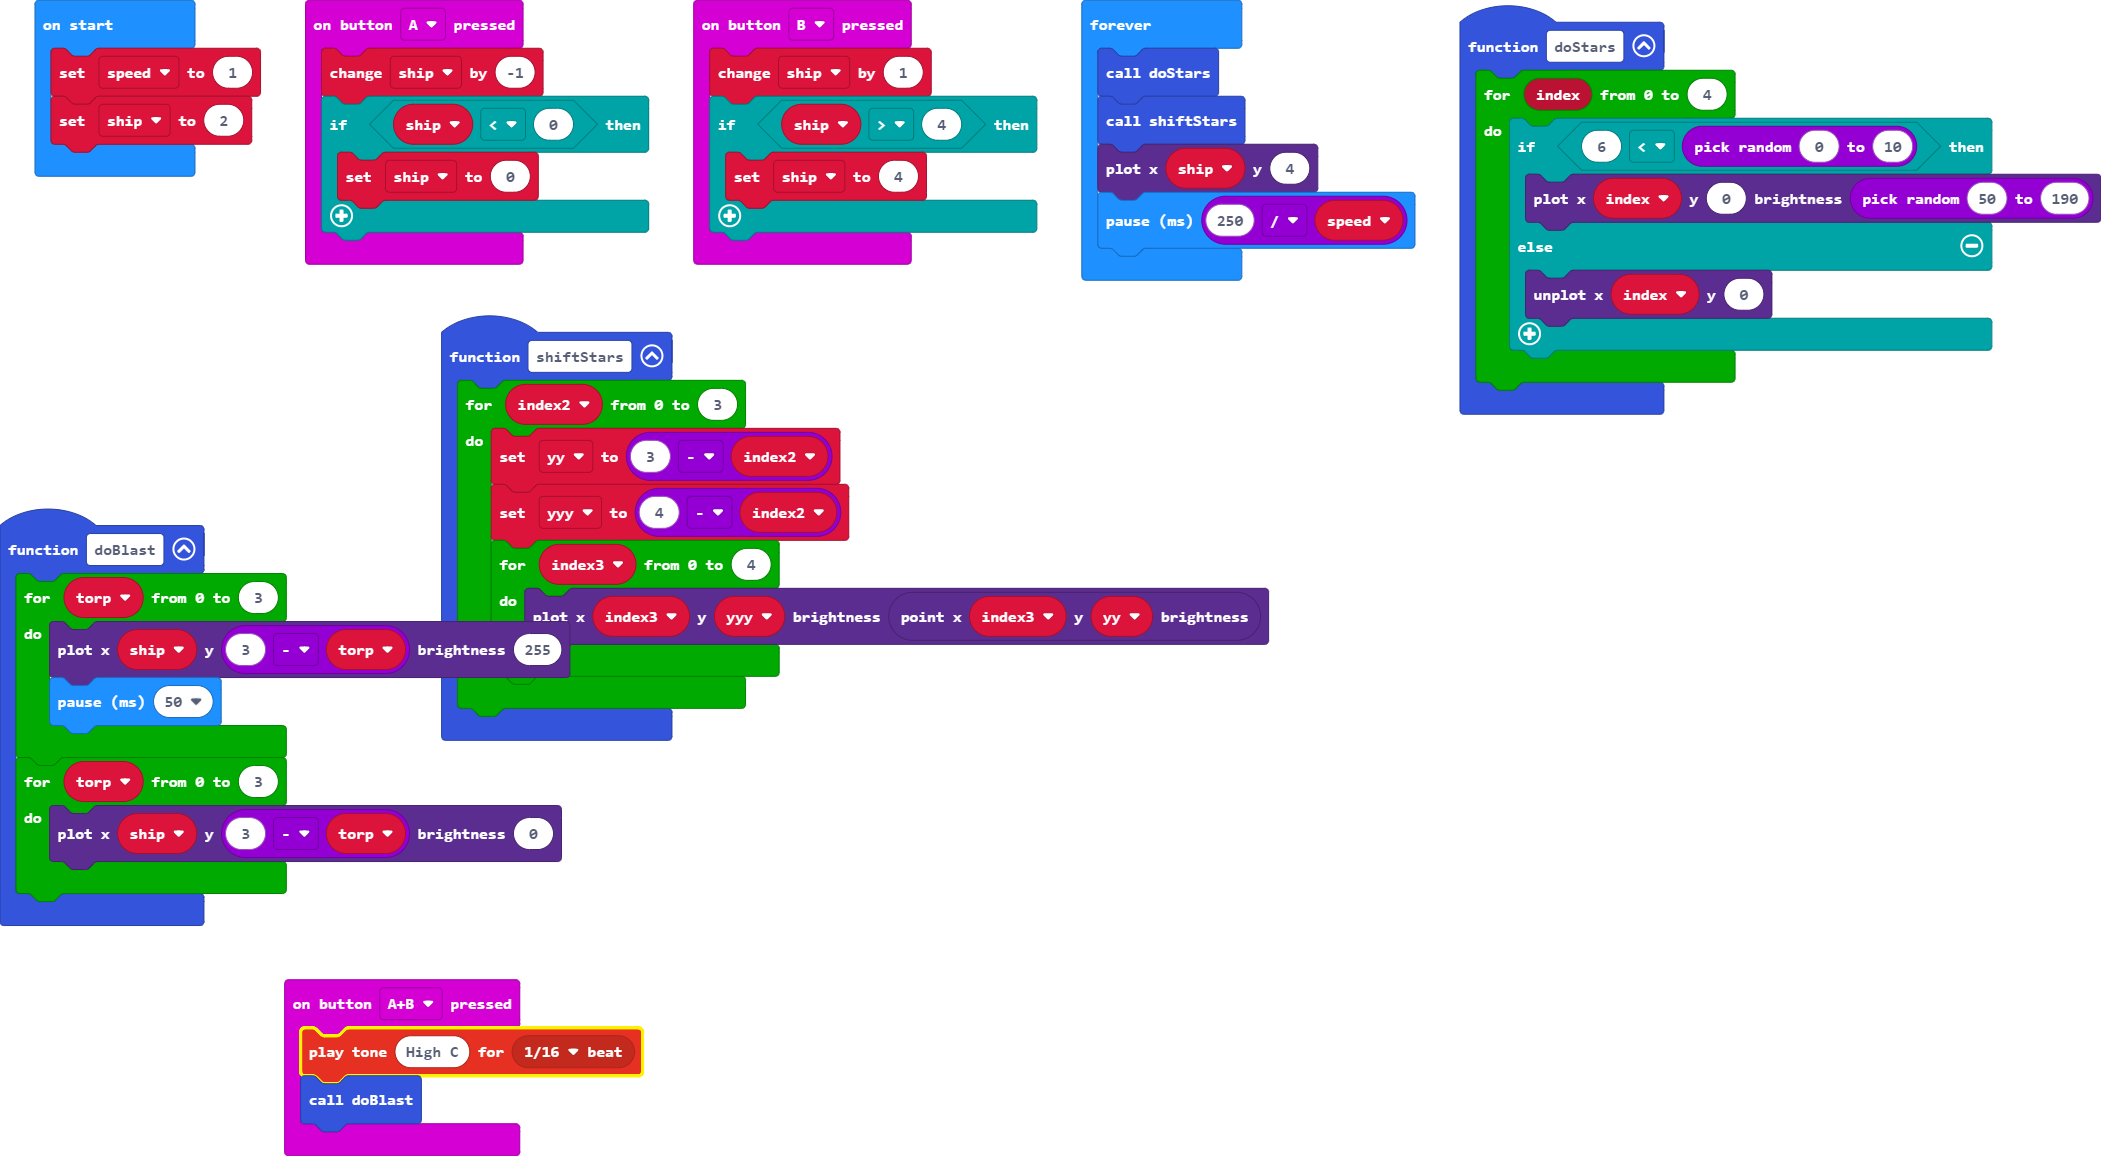 on start
set speed to 1
set ship to 2
on button A pressed
change ship by -1
if ship < 0 then
set ship to 0
on button B pressed
change ship by 1
if ship > 4 then
set ship to 4
forever
call doStars
call shiftStars
plot x ship y 4
pause (ms) 250 / speed
function doStars
for index from 0 to 4
do
if 6 < pick random 0 to 10 then
plot x index y 0 brightness pick random 50 to 190
else
unplot x index y 0
function shiftStars
for index2 from 0 to 3
do
set yy to 3 - index2
set yyy to 4 - index2
for index3 from 0 to 4
do
plot x index3 y yyy brightness point x index3 y yy brightness
function doBlast
for torp from 0 to 3
do
plot x ship y 3 - torp brightness 255
pause (ms) 50
for torp from 0 to 3
do
plot x ship y 3 - torp brightness 0
on button A+B pressed
play tone High C for 1/16 beat
call doBlast